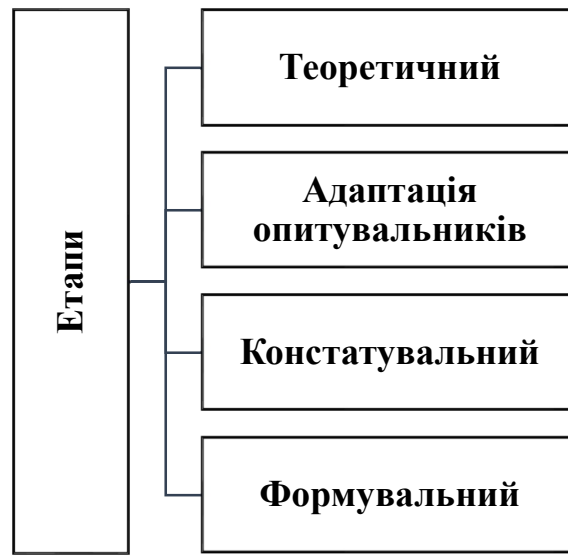 Етапи
Теоретичний
Адаптація
опитувальників
Констатувальний
Формувальний